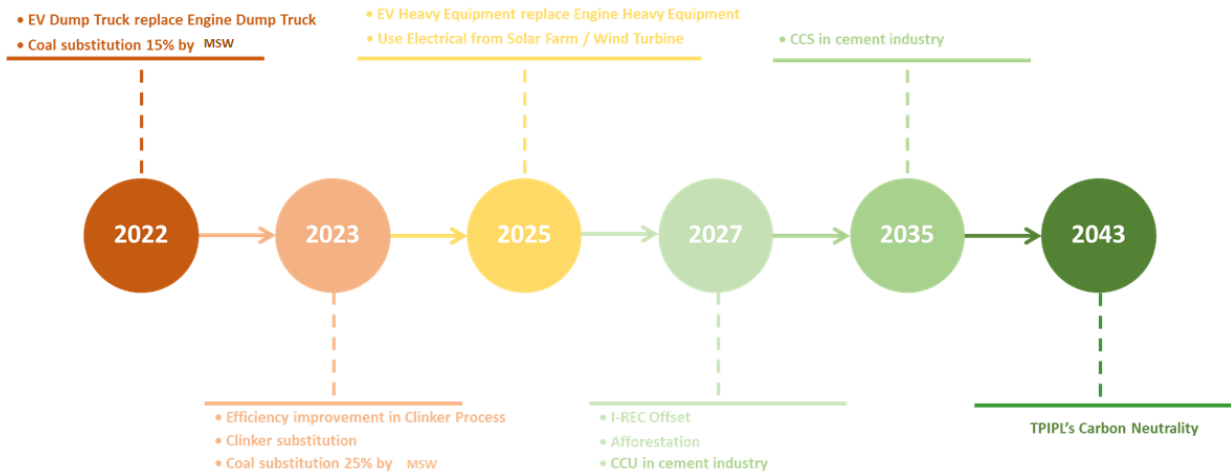 • EV Dump Truck replace Engine Dump Truck
• Coal substitution 15% by MSW
• EV Heavy Equipment replace Engine Heavy Equipment
• Use Electrical from Solar Farm / Wind Turbine
• CCS in cement industry
2022
2023
2025
2027
2035
2043
• Efficiency improvement in Clinker Process
• Clinker substitution
• Coal substitution 25% by MSW
• I-REC Offset
• Afforestation
• CCU in cement industry
TPIPL's Carbon Neutrality